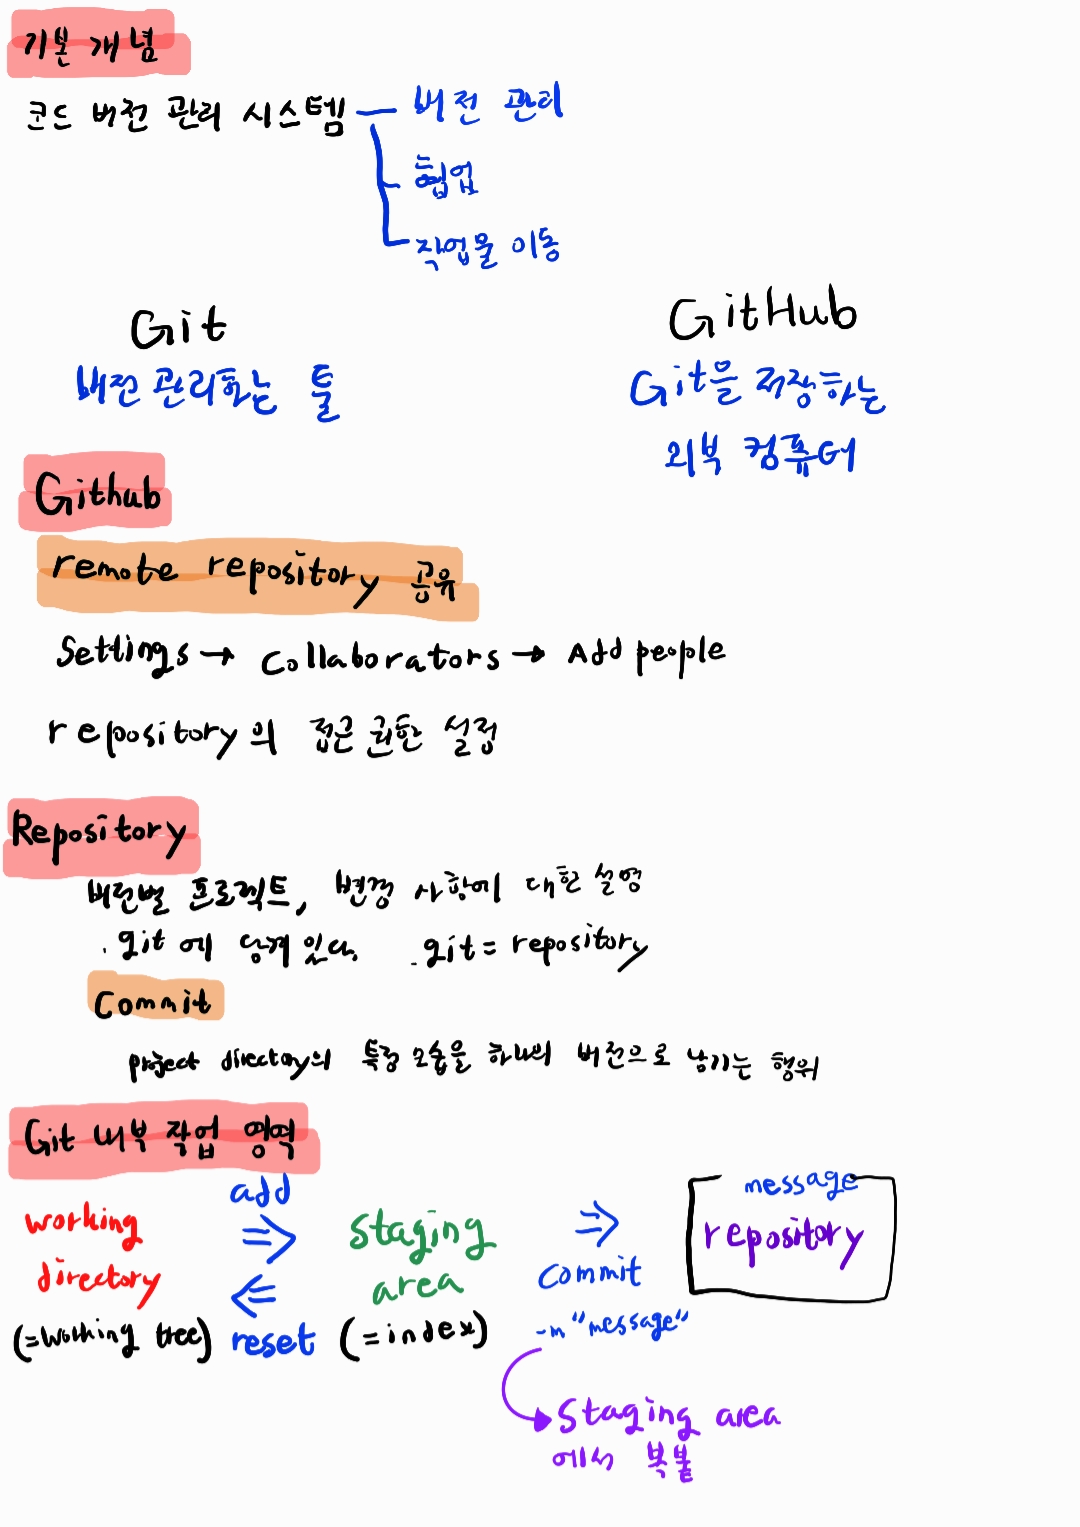 기본 개념
코드 버전 관리 시스템
버전 관리
협업
작업물 이동
Git
버전 관리하는 툴
GitHub
Git을 저장하는
외부 컴퓨터
Github
remote repository 공유
Settings → Collaborators → Add people
repository의 접근 권한 설정
Repository
버전별 프로젝트, 변경 사항에 대한 설명
.git에 담겨 있다. .git = repository
Commit
project directory의 특정 모습을 하나의 버전으로 남기는 행위
Git 내부 작업 영역
working
directory
(=working tree)
add
⇒
⇐
reset
staging
area
(=index)
⇒
commit
-m "message"
message
repository
staging area
에서 복붙